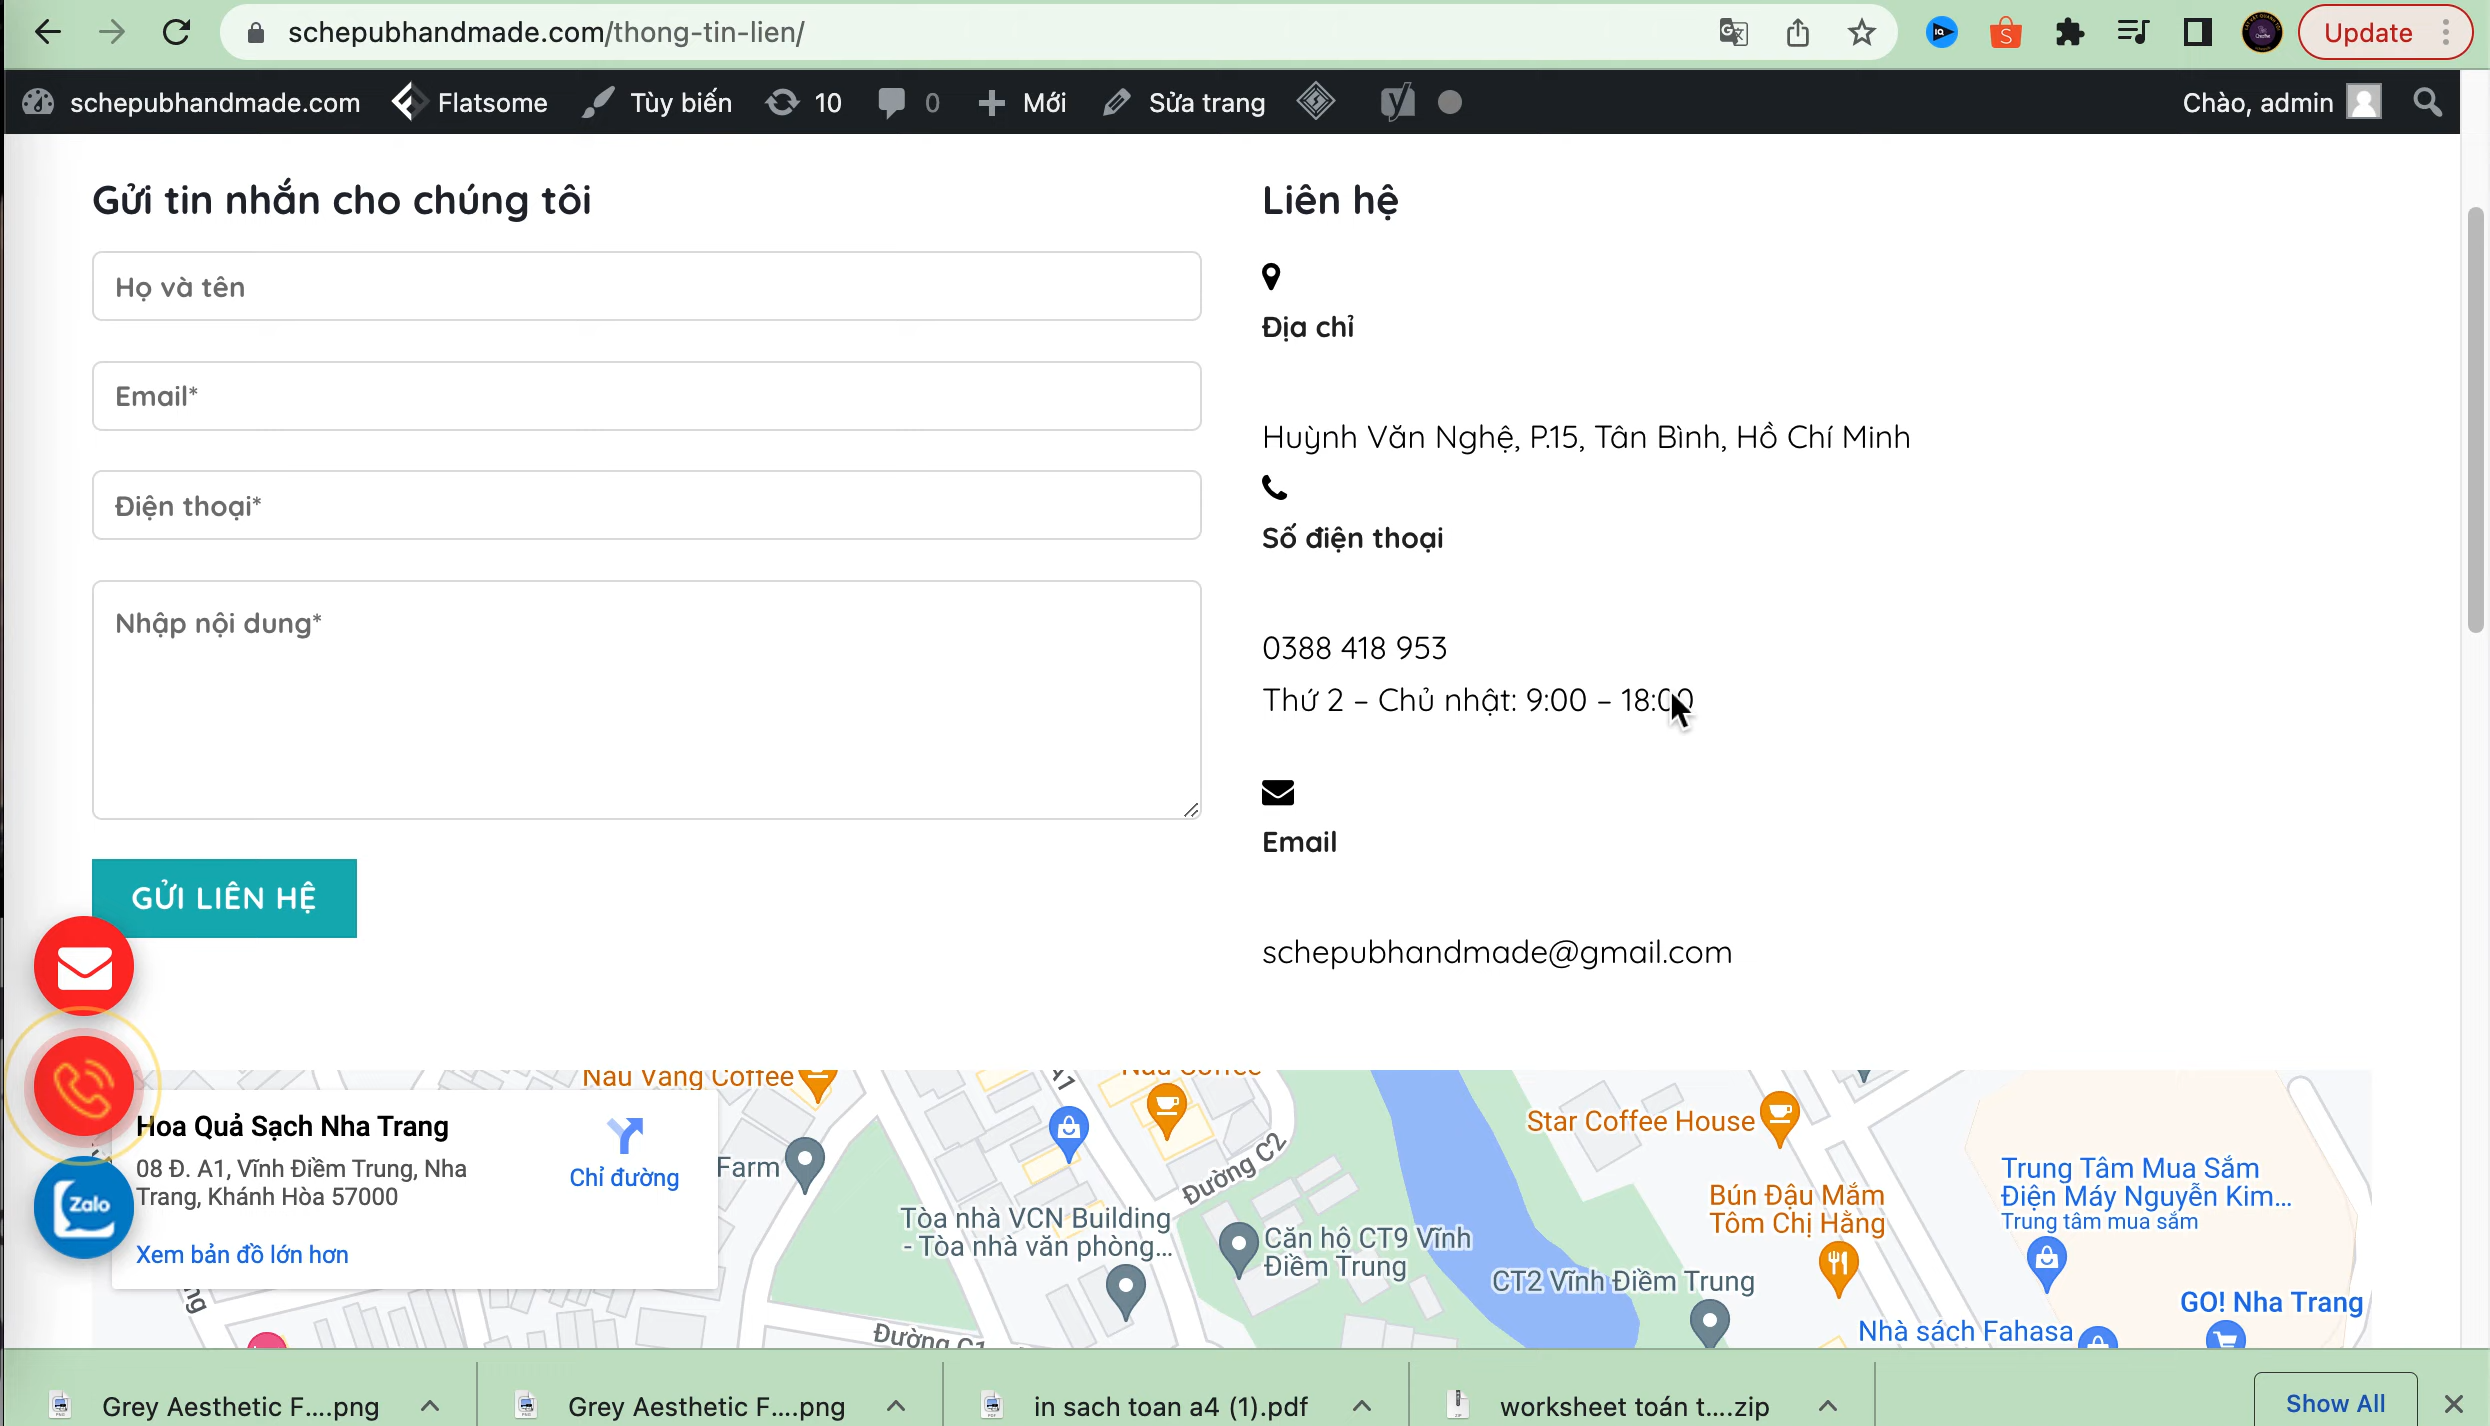 schepubhandmade.com/thong-tin-lien/
Update
schepubhandmade.com
Flatsome
Tùy biến
10
0
Mới
Sửa trang
Chào, admin
Gửi tin nhắn cho chúng tôi
Họ và tên
Email*
Điện thoại*
Nhập nội dung*
GỬI LIÊN HỆ
Liên hệ
Địa chỉ
Huỳnh Văn Nghệ, P.15, Tân Bình, Hồ Chí Minh
Số điện thoại
0388 418 953
Thứ 2 – Chủ nhật: 9:00 – 18:00
Email
schepubhandmade@gmail.com
Zalo
Hoa Quả Sạch Nha Trang
08 Đ. A1, Vĩnh Điềm Trung, Nha
Trang, Khánh Hòa 57000
Chỉ đường
Xem bản đồ lớn hơn
Nâu Vàng Coffee
Farm
Tòa nhà VCN Building
- Tòa nhà văn phòng...
Đường C2
Căn hộ CT9 Vĩnh
Điềm Trung
Star Coffee House
Bún Đậu Mắm
Tôm Chị Hằng
CT2 Vĩnh Điềm Trung
Trung Tâm Mua Sắm
Điện Máy Nguyễn Kim...
Trung tâm mua sắm
GO! Nha Trang
Nhà sách Fahasa
Đường C1
Grey Aesthetic F....png
Grey Aesthetic F....png
in sach toan a4 (1).pdf
worksheet toán t....zip
Show All